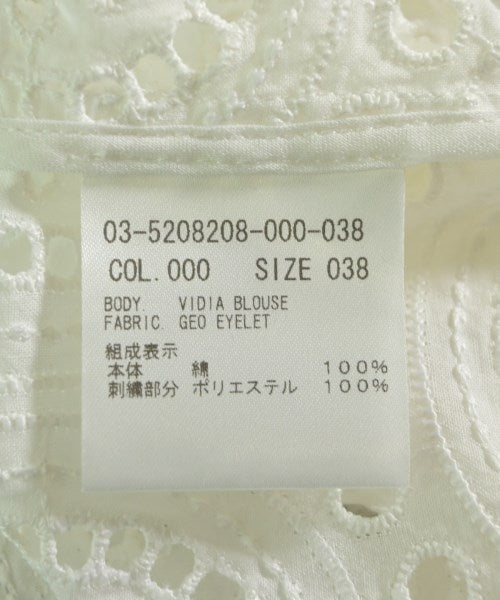 03-5208208-000-038
COL.000 SIZE 038
BODY. VIDIA BLOUSE
FABRIC. GEO EYELET
組成表示
本体 綿 100%
刺繍部分 ポリエステル 100%